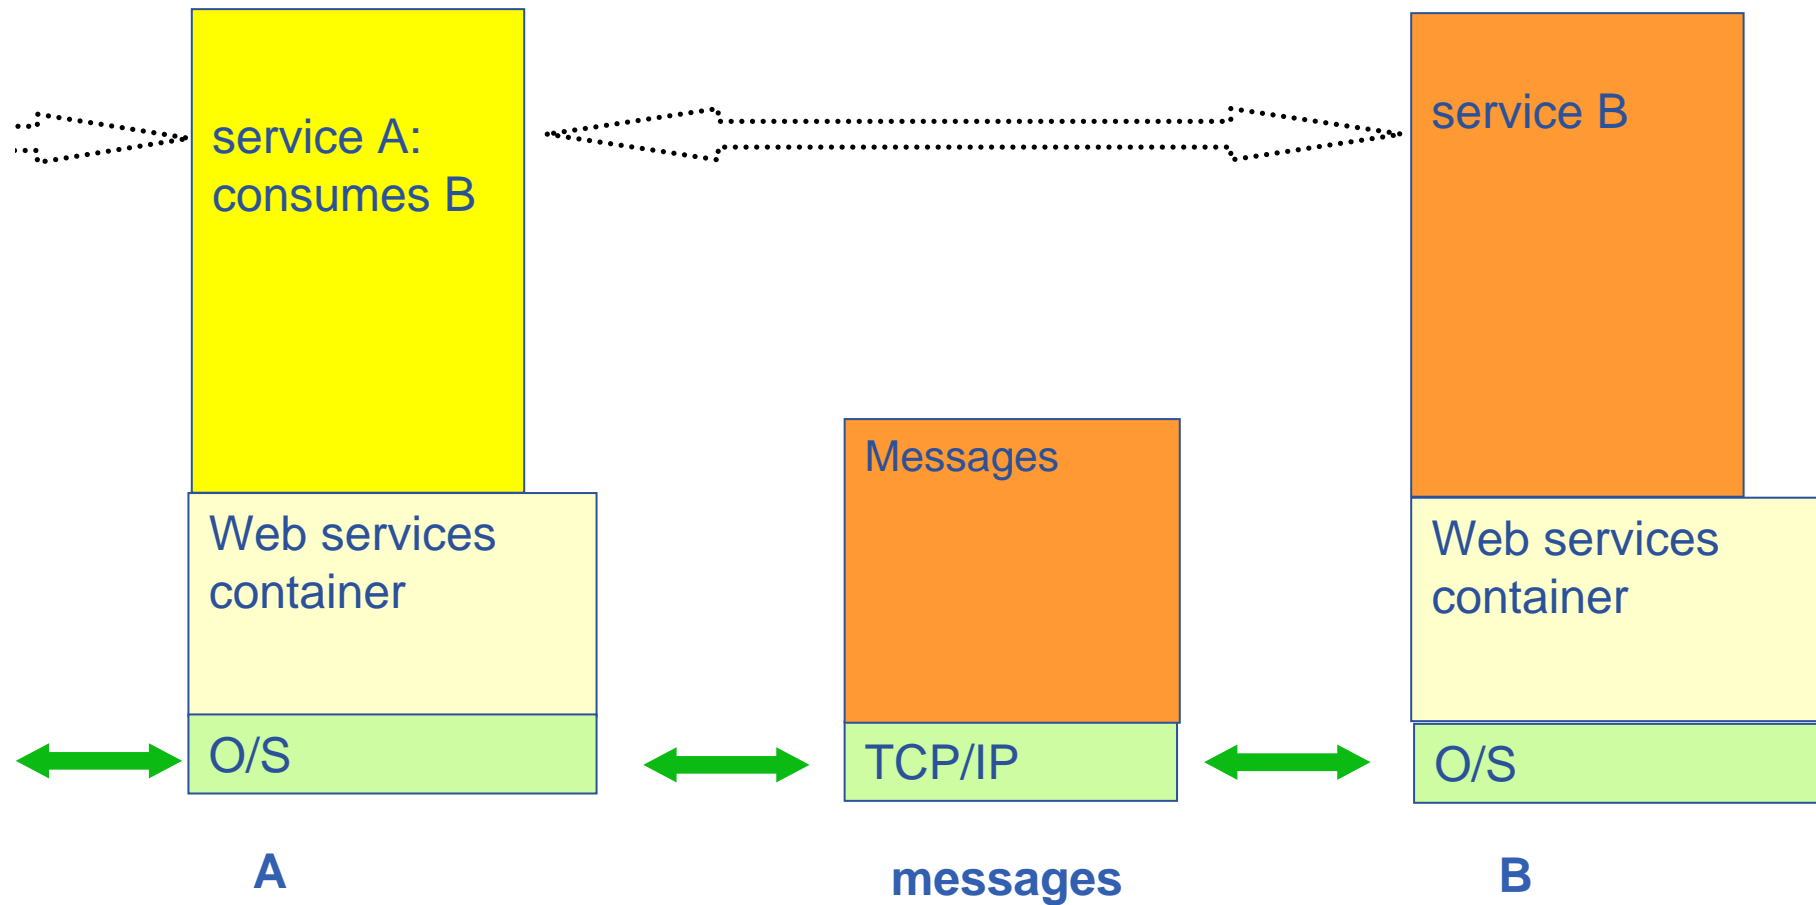 service A:
consumes B
service B
Messages
Web services
container
Web services
container
O/S
TCP/IP
O/S
A
messages
B